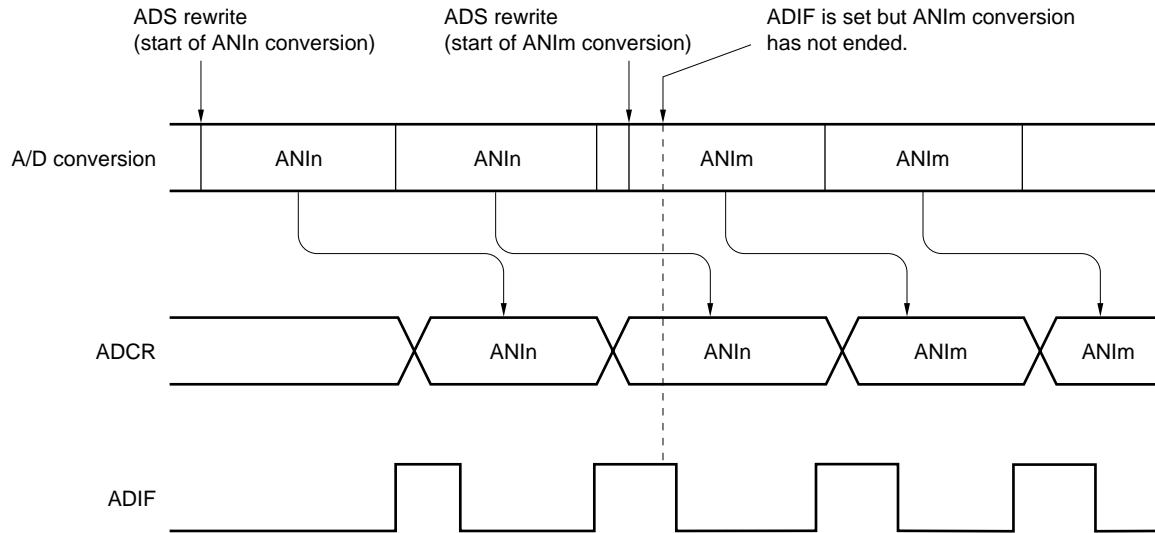 ADS rewrite
(start of ANIn conversion)
ADS rewrite
(start of ANIm conversion)
ADIF is set but ANIm conversion
has not ended.
A/D conversion
ANIn
ANIn
ANIm
ANIm
ADCR
ANIn
ANIn
ANIm
ANIm
ADIF